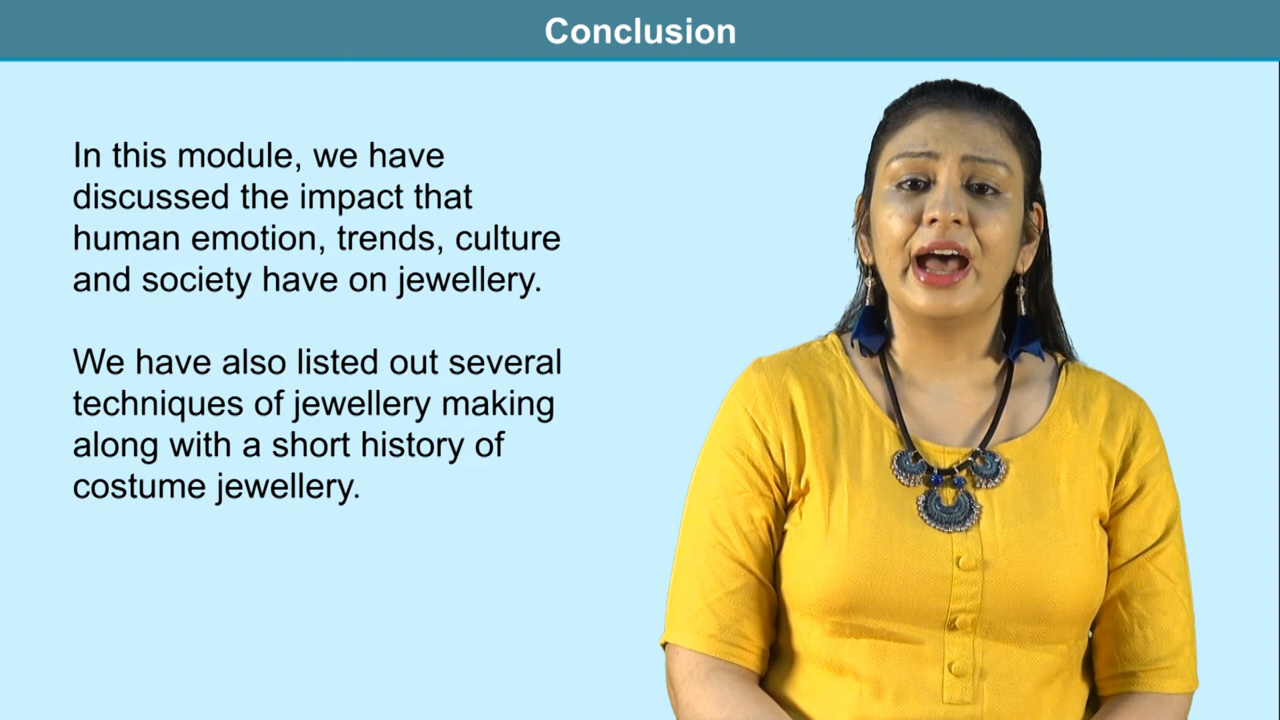 Conclusion
In this module, we have
discussed the impact that
human emotion, trends, culture
and society have on jewellery.
We have also listed out several
techniques of jewellery making
along with a short history of
costume jewellery.